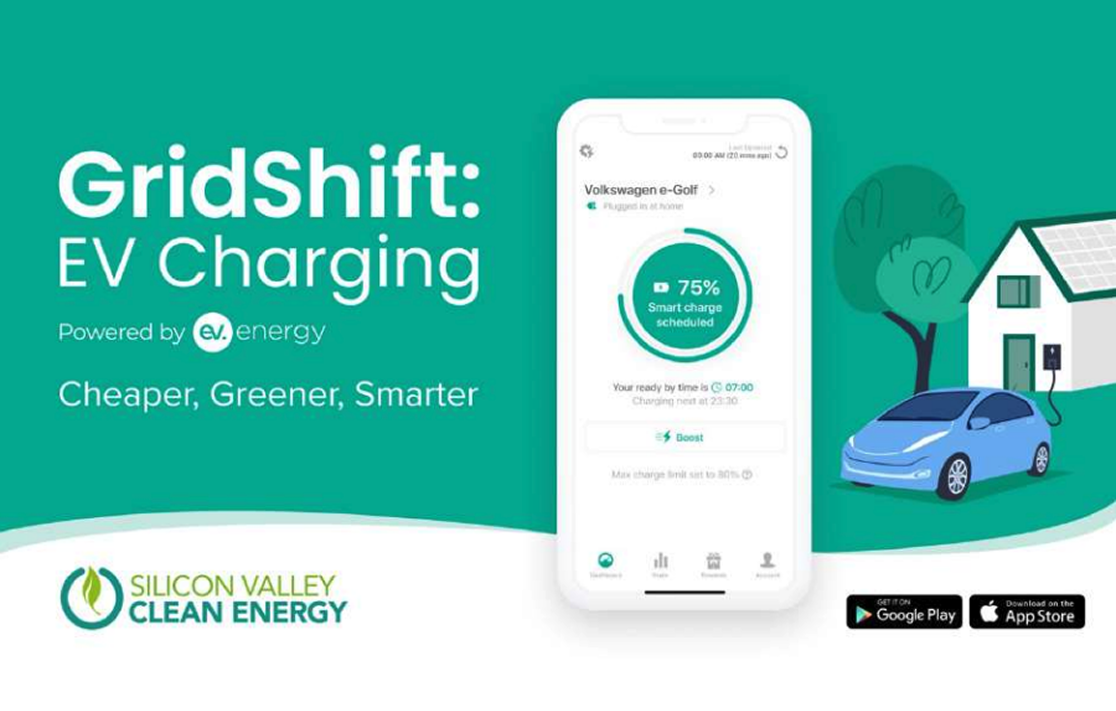 GridShift:
EV Charging
Powered by ev.energy
Cheaper, Greener, Smarter
SILICON VALLEY
CLEAN ENERGY
Last Updated
00:00 AM (20 mins ago)
Volkswagen e-Golf
Plugged in at home
75%
Smart charge
scheduled
Your ready by time is 07:00
Charging next at 23:30
Boost
Max charge limit set to 80%
Dashboard
Rewards
Account
GET IT ON
Google Play
Download on the
App Store